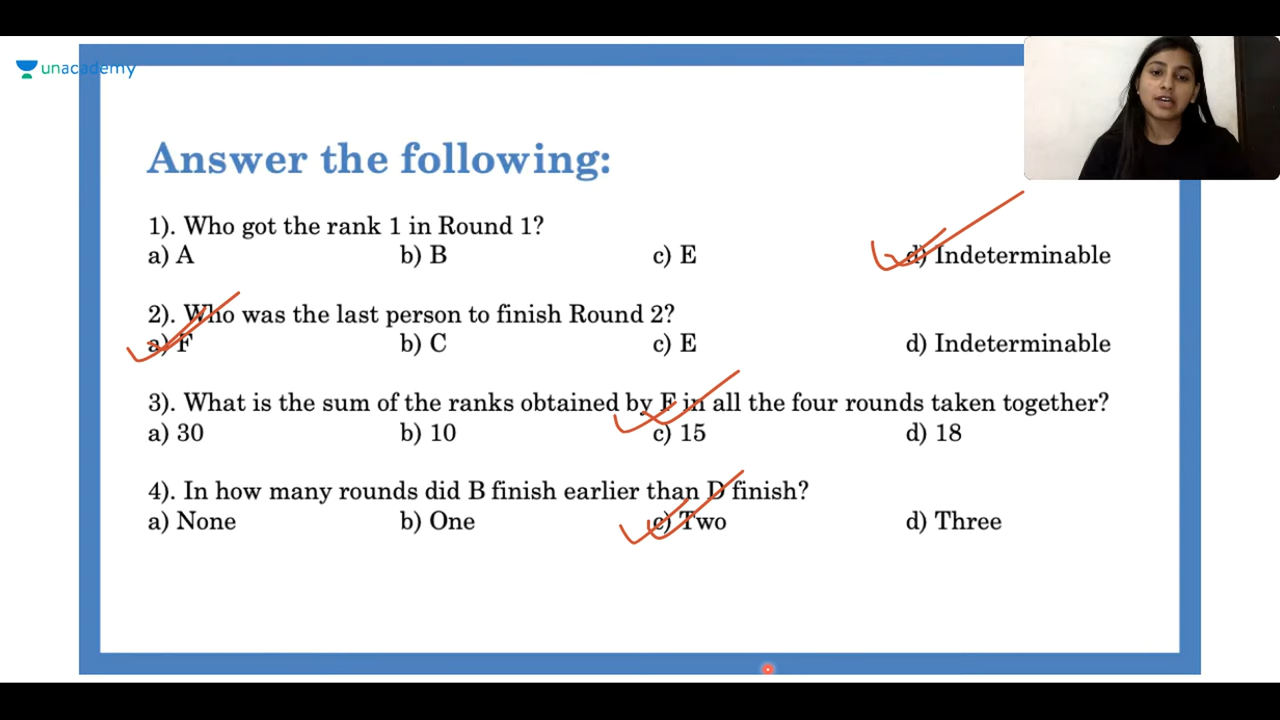 unacademy
Answer the following:
1). Who got the rank 1 in Round 1?
a) A b) B c) E d) Indeterminable
2). Who was the last person to finish Round 2?
a) F b) C c) E d) Indeterminable
3). What is the sum of the ranks obtained by F in all the four rounds taken together?
a) 30 b) 10 c) 15 d) 18
4). In how many rounds did B finish earlier than D finish?
a) None b) One c) Two d) Three